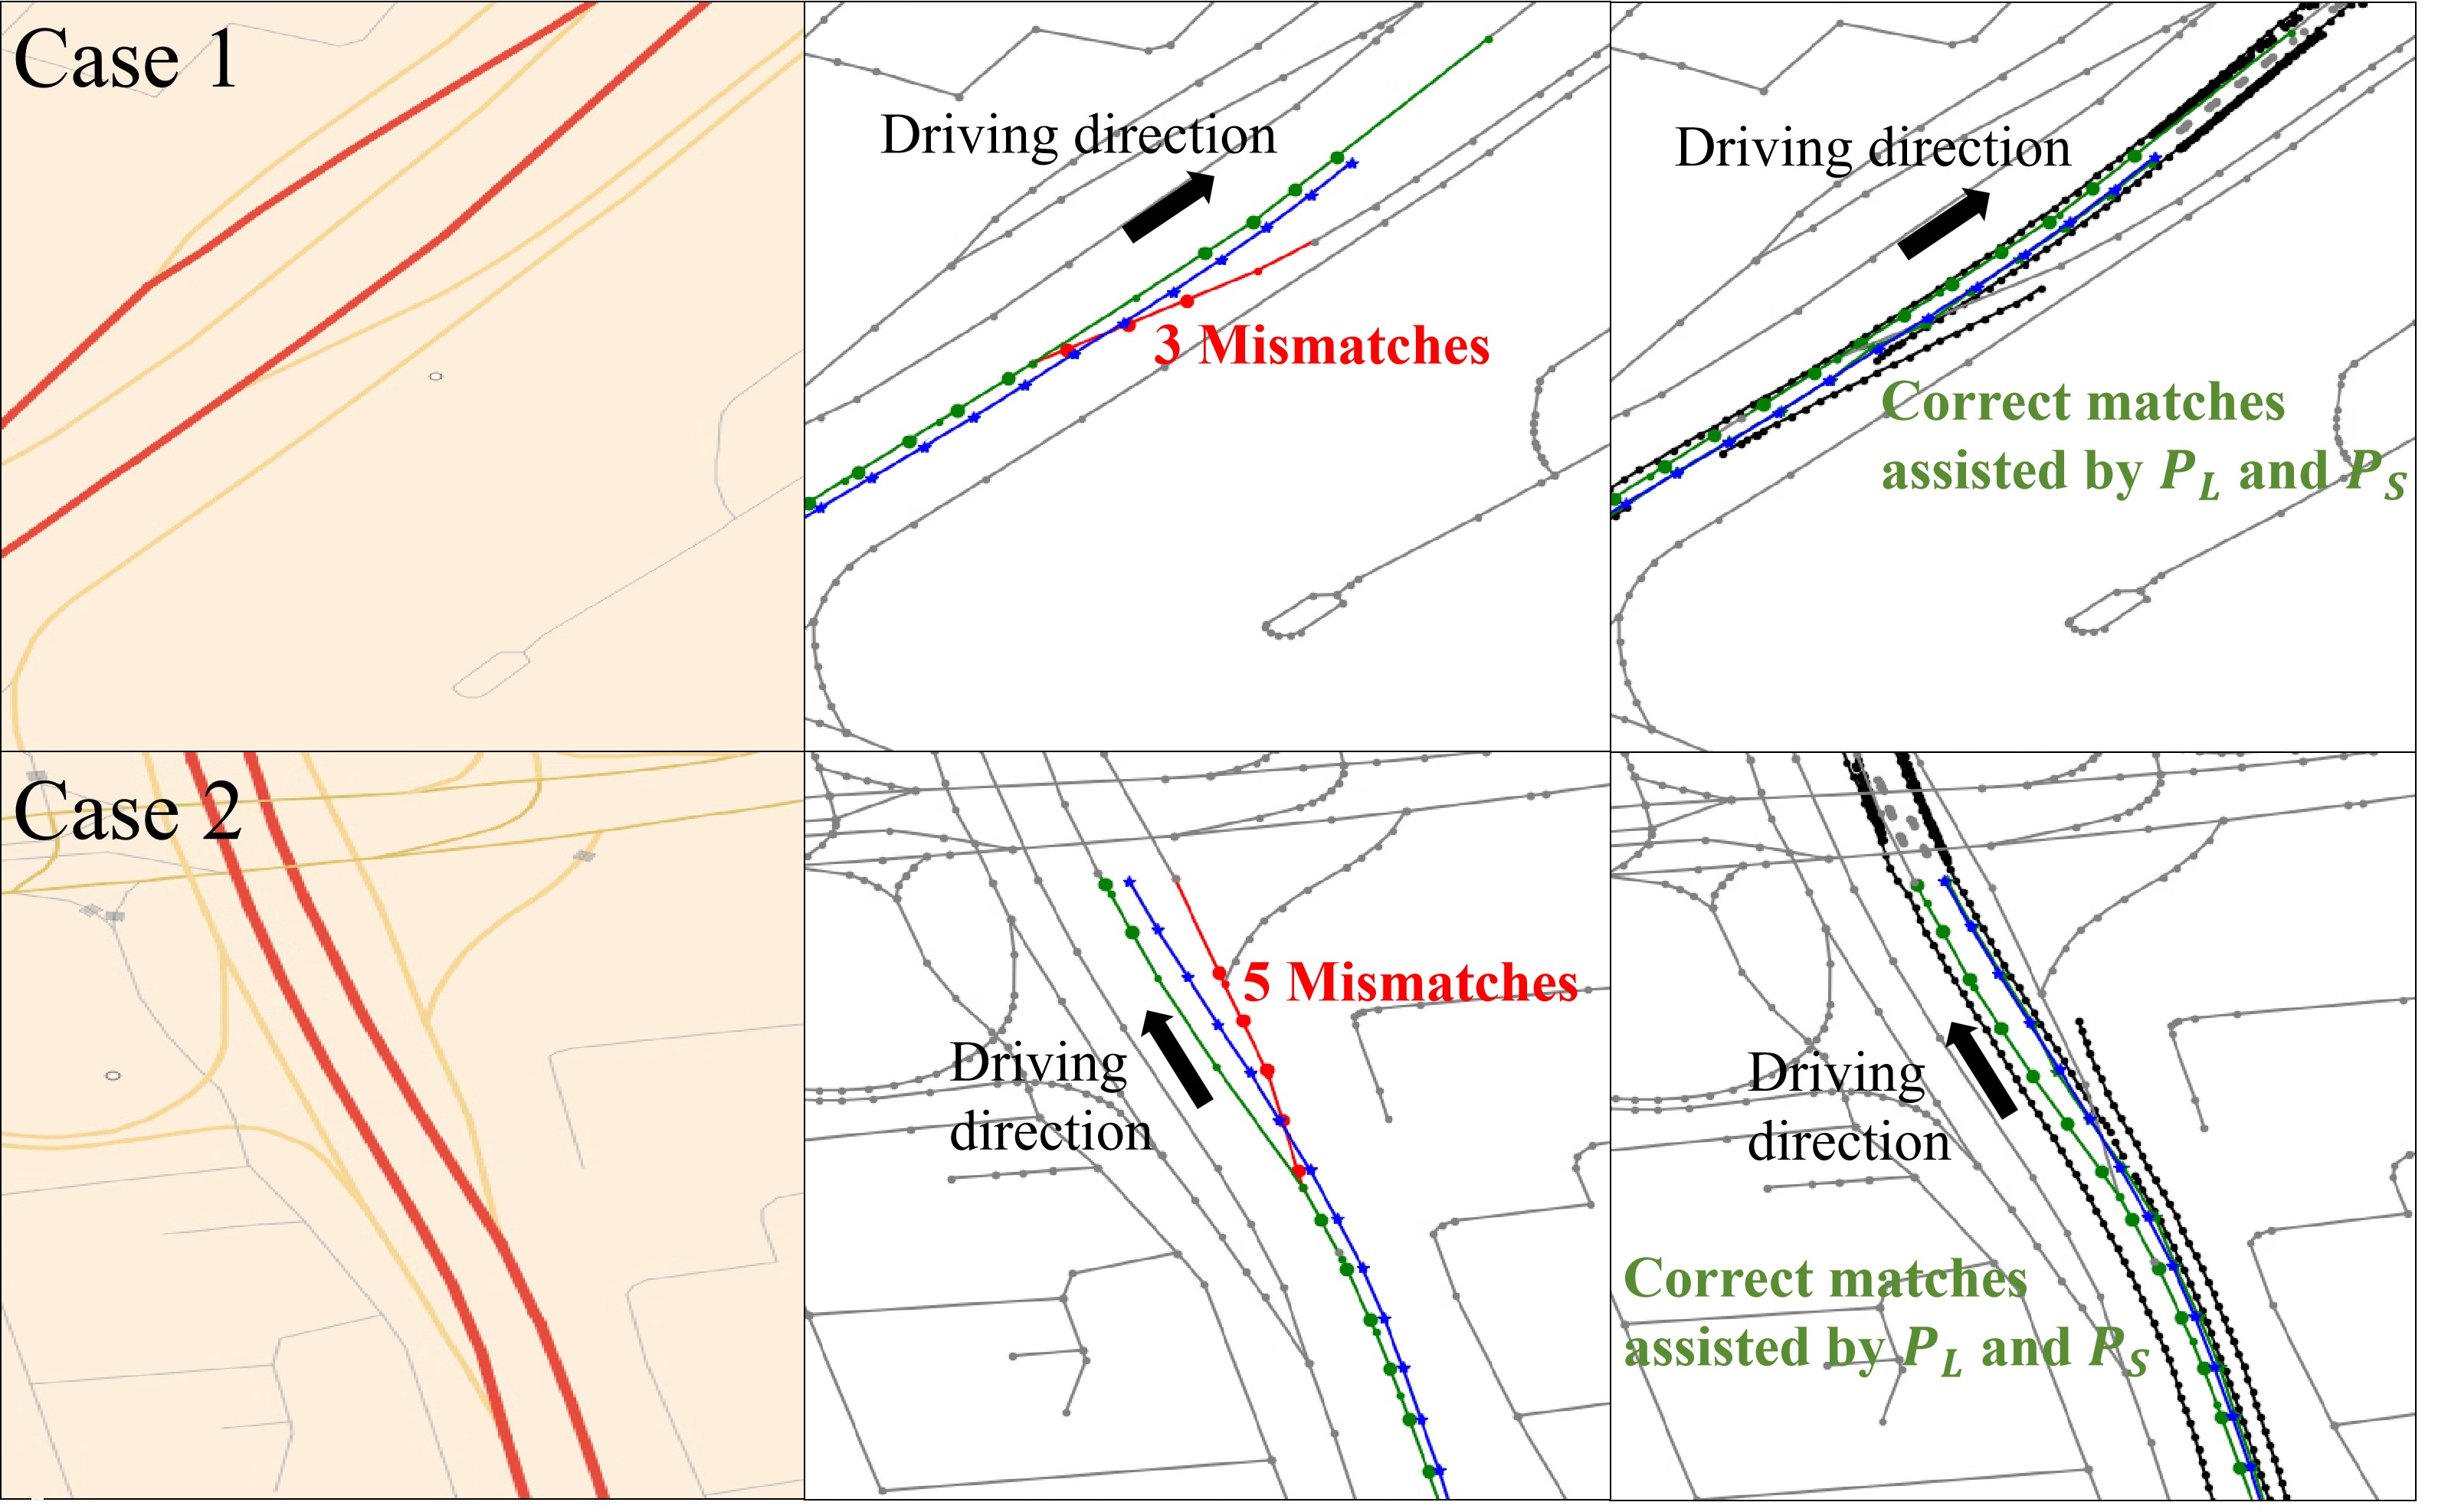 Case 1
Driving direction
3 Mismatches
Driving direction
Correct matches
assisted by P_L and P_S
Case 2
5 Mismatches
Driving
direction
Driving
direction
Correct matches
assisted by P_L and P_S